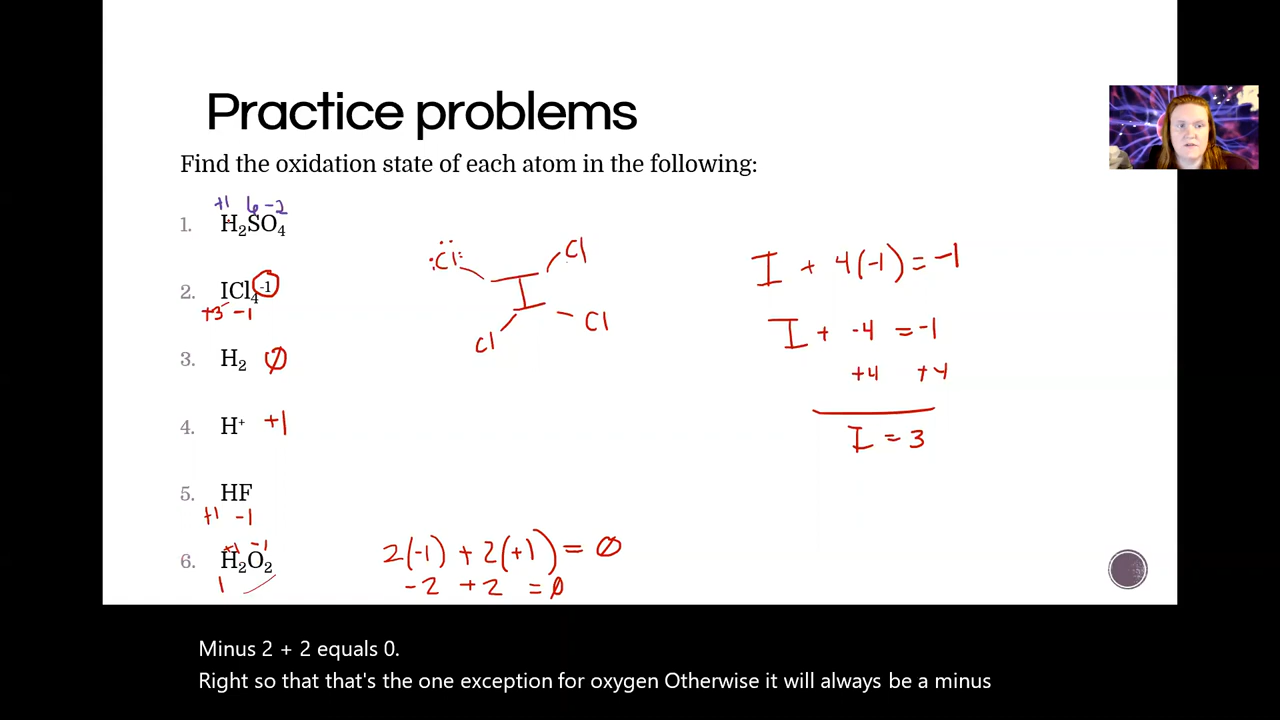 Practice problems
Find the oxidation state of each atom in the following:
+1 6 -2
1. H₂SO₄
2. ICl₄⁻¹
+3 -1
3. H₂ 0
4. H⁺ +1
5. HF
+1 -1
+1 -1
6. H₂O₂
1
Cl Cl
I
Cl Cl
I + 4(-1) = -1
I + -4 = -1
+4 +4
I = 3
2(-1) + 2(+1) = 0
-2 +2 = 0
Minus 2 + 2 equals 0.
Right so that that's the one exception for oxygen Otherwise it will always be a minus